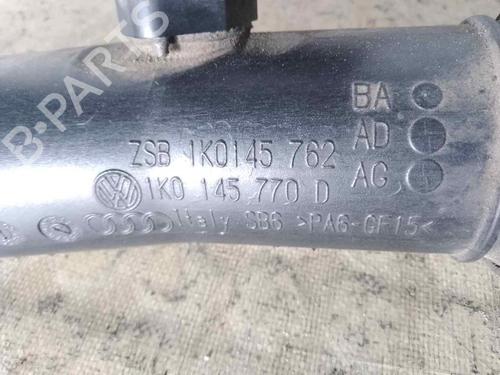 B-PARTS
BA
AD
AG
ZSB 1K0145 762
1K0 145 770 D
Italy SB6 >PA6-GF15<